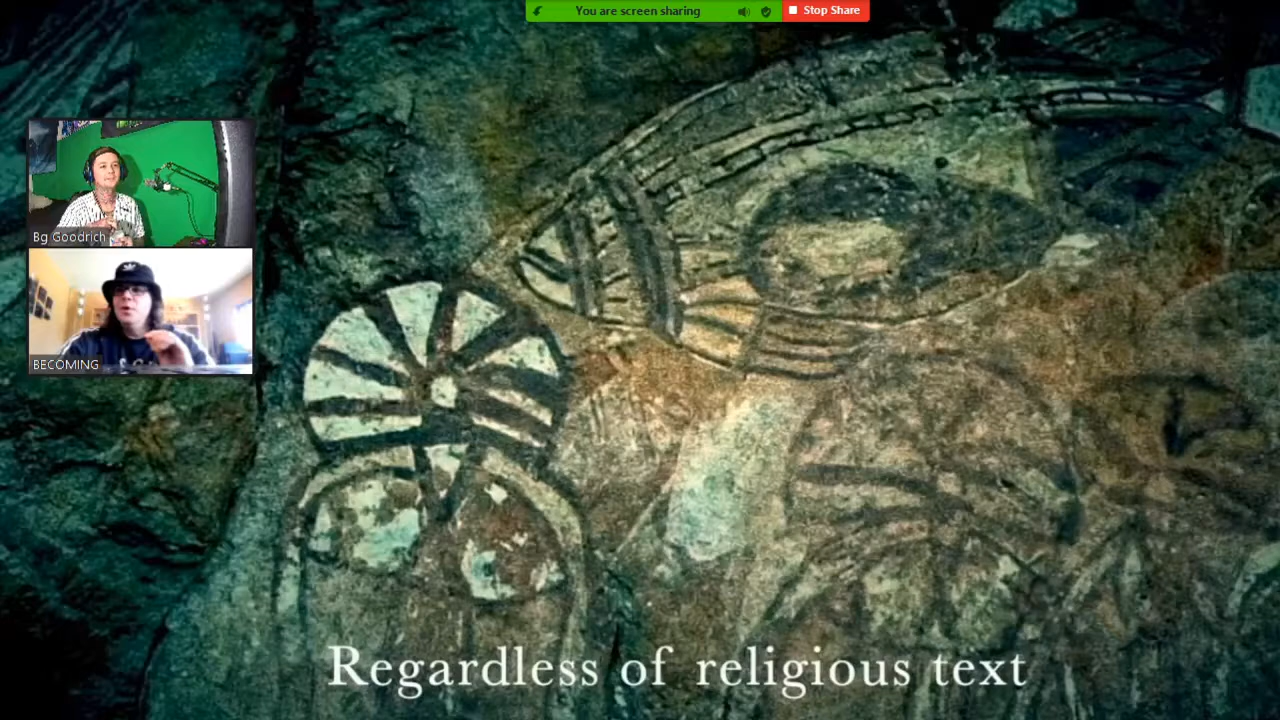 You are screen sharing
Stop Share
Bg Goodrich
BECOMING
Regardless of religious text